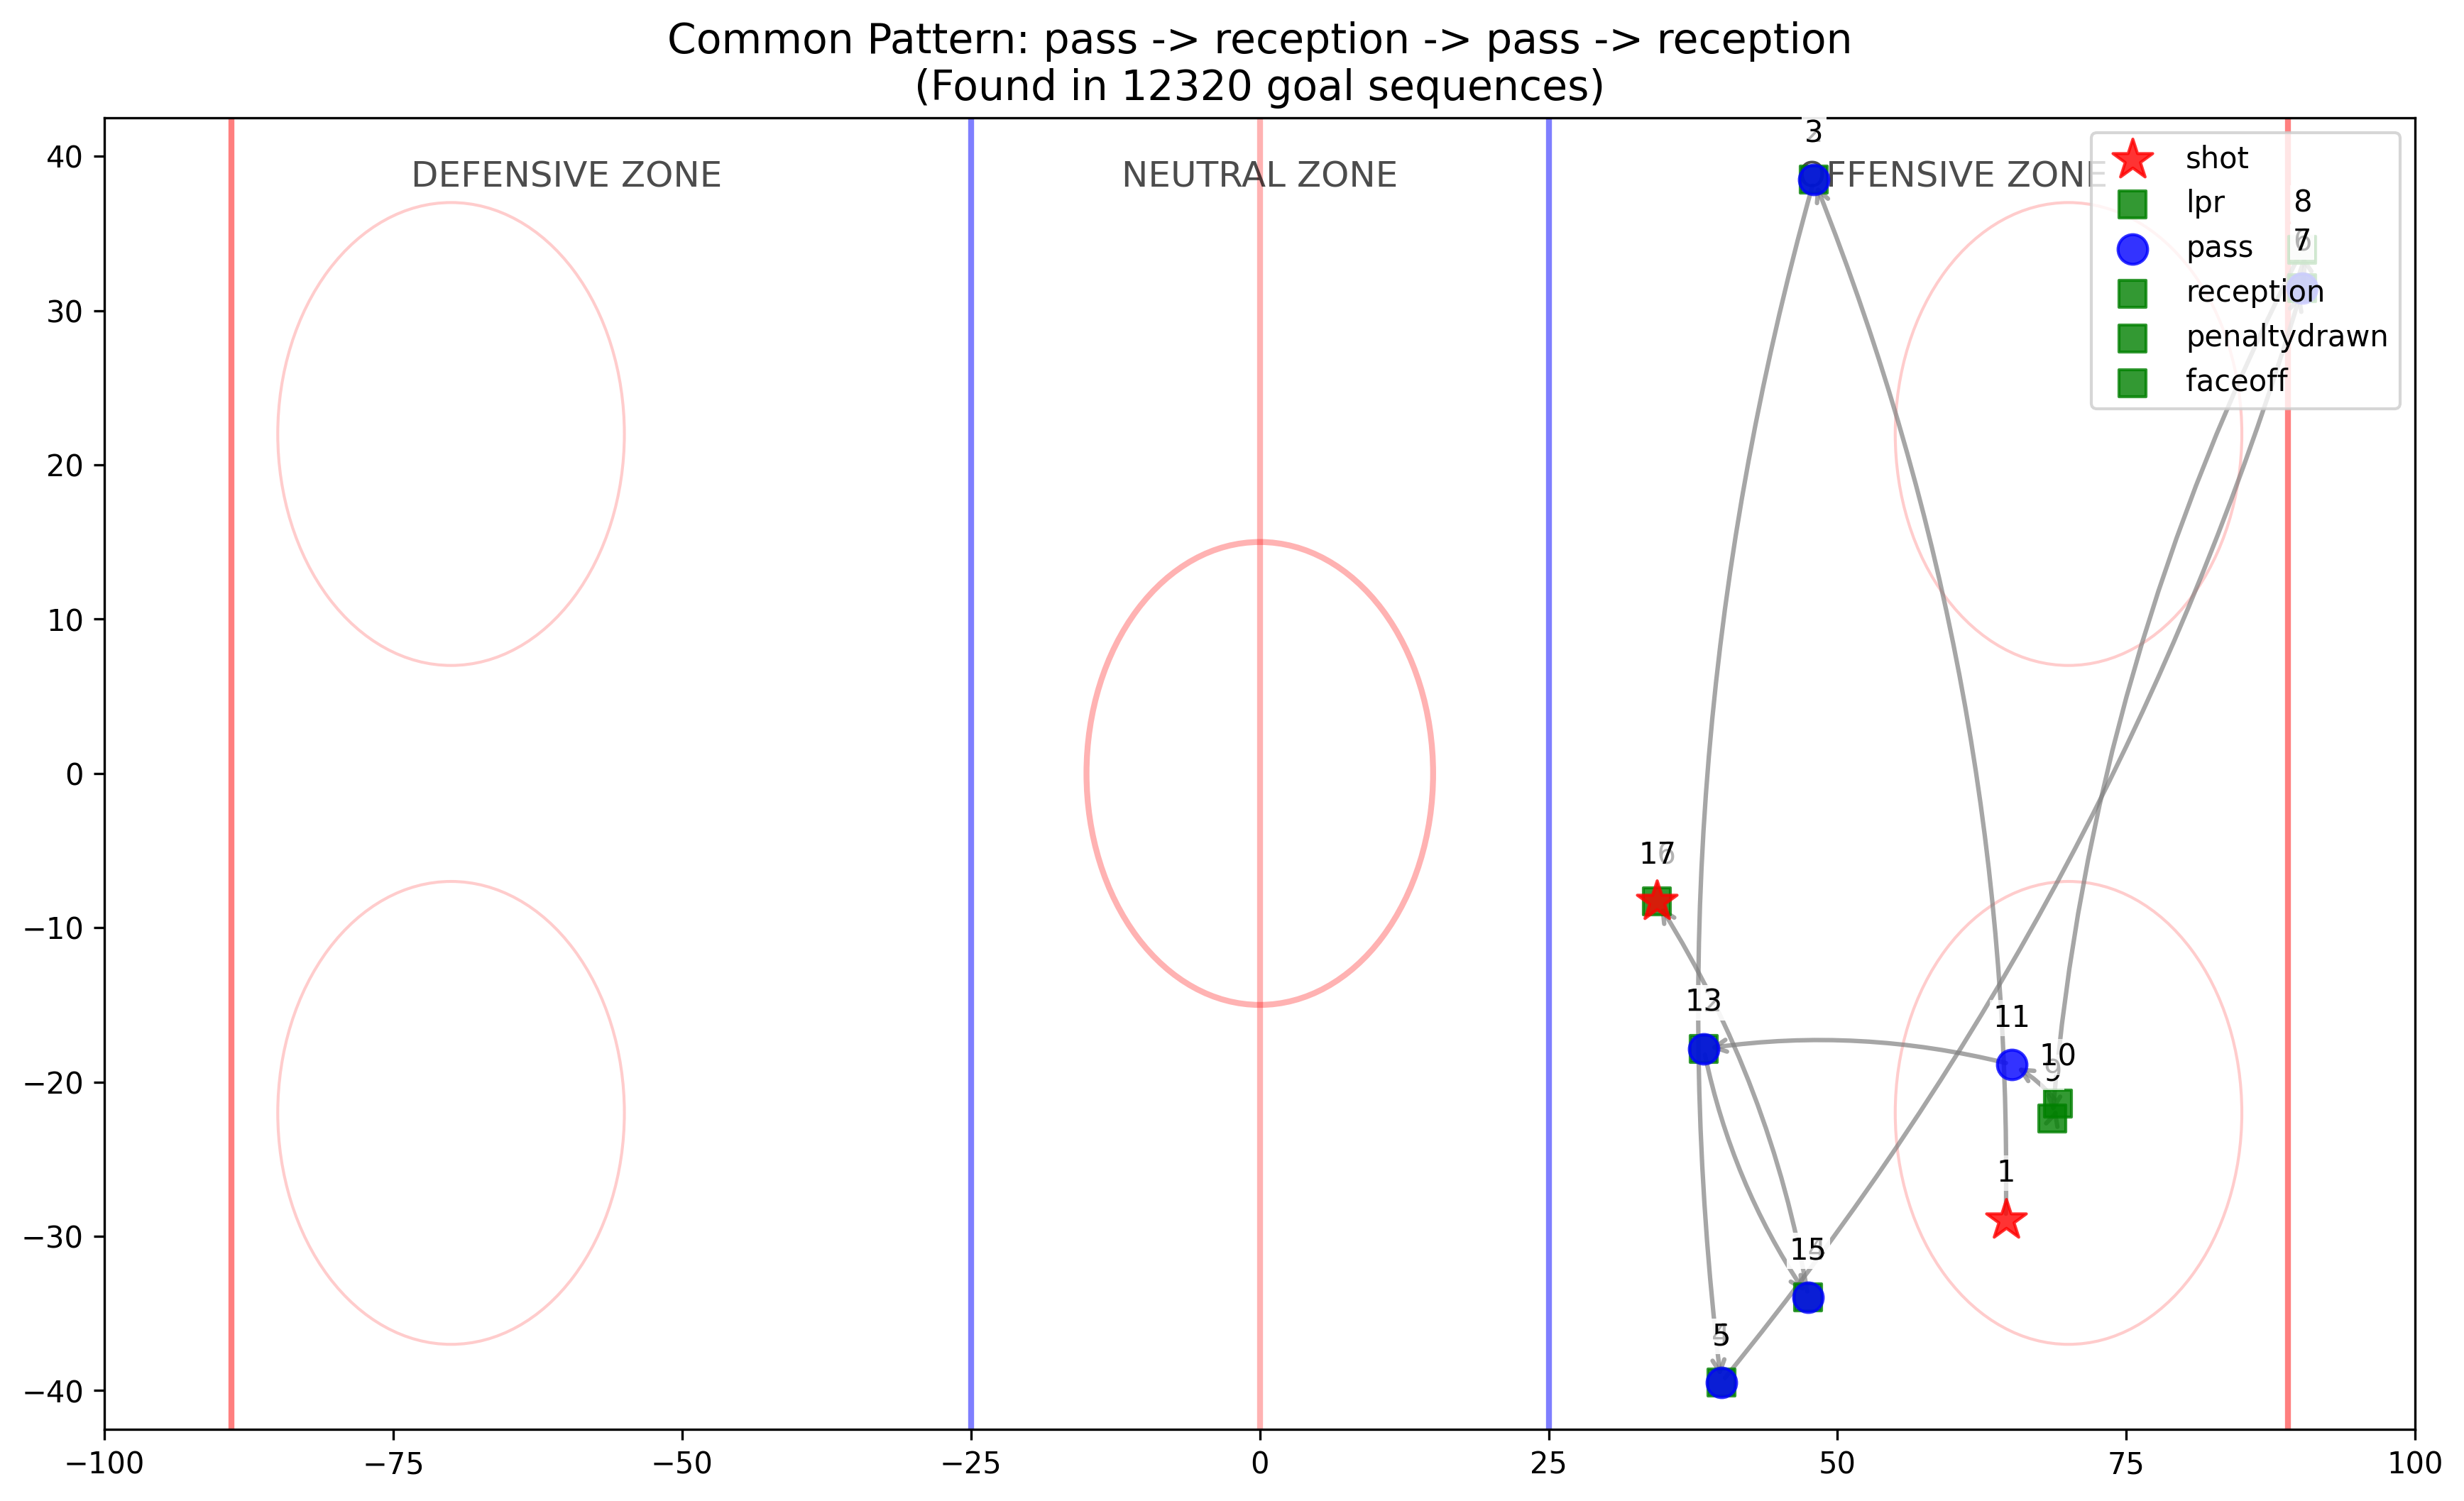 Common Pattern: pass -> reception -> pass -> reception
(Found in 12320 goal sequences)
DEFENSIVE ZONE
NEUTRAL ZONE
OFFENSIVE ZONE
shot
lpr
pass
reception
penaltydrawn
faceoff
3
8
7
17
13
11
10
9
1
15
5
40
30
20
10
0
−10
−20
−30
−40
−100
−75
−50
−25
0
25
50
75
100